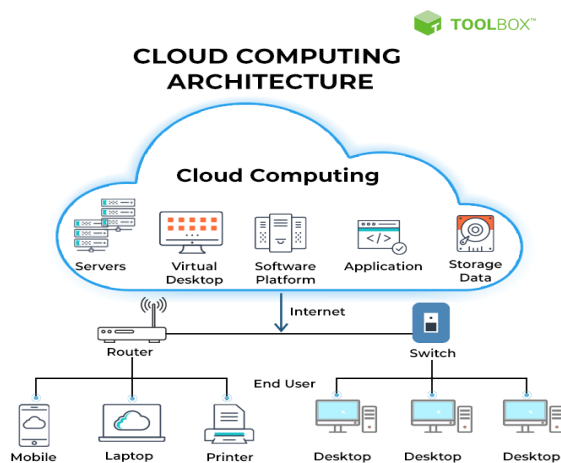 TOOLBOX™
CLOUD COMPUTING
ARCHITECTURE
Cloud Computing
Servers
Virtual
Desktop
Software
Platform
Application
Storage
Data
Internet
Router
Switch
End User
Mobile
Laptop
Printer
Desktop
Desktop
Desktop